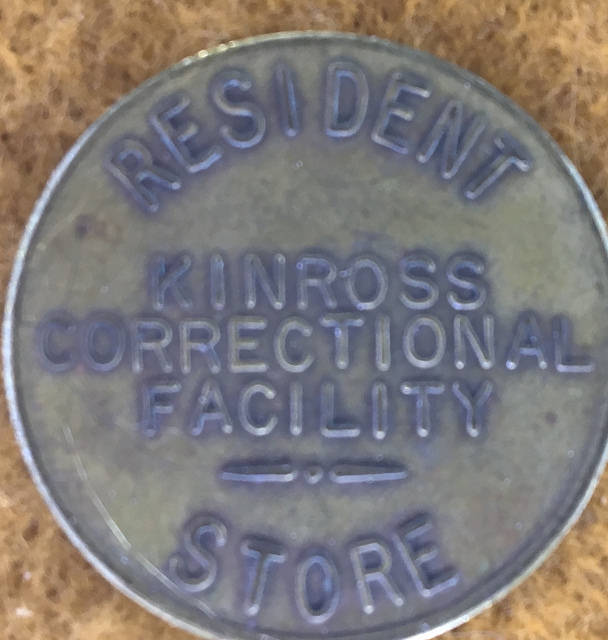 RESIDENT
KINROSS
CORRECTIONAL
FACILITY
STORE